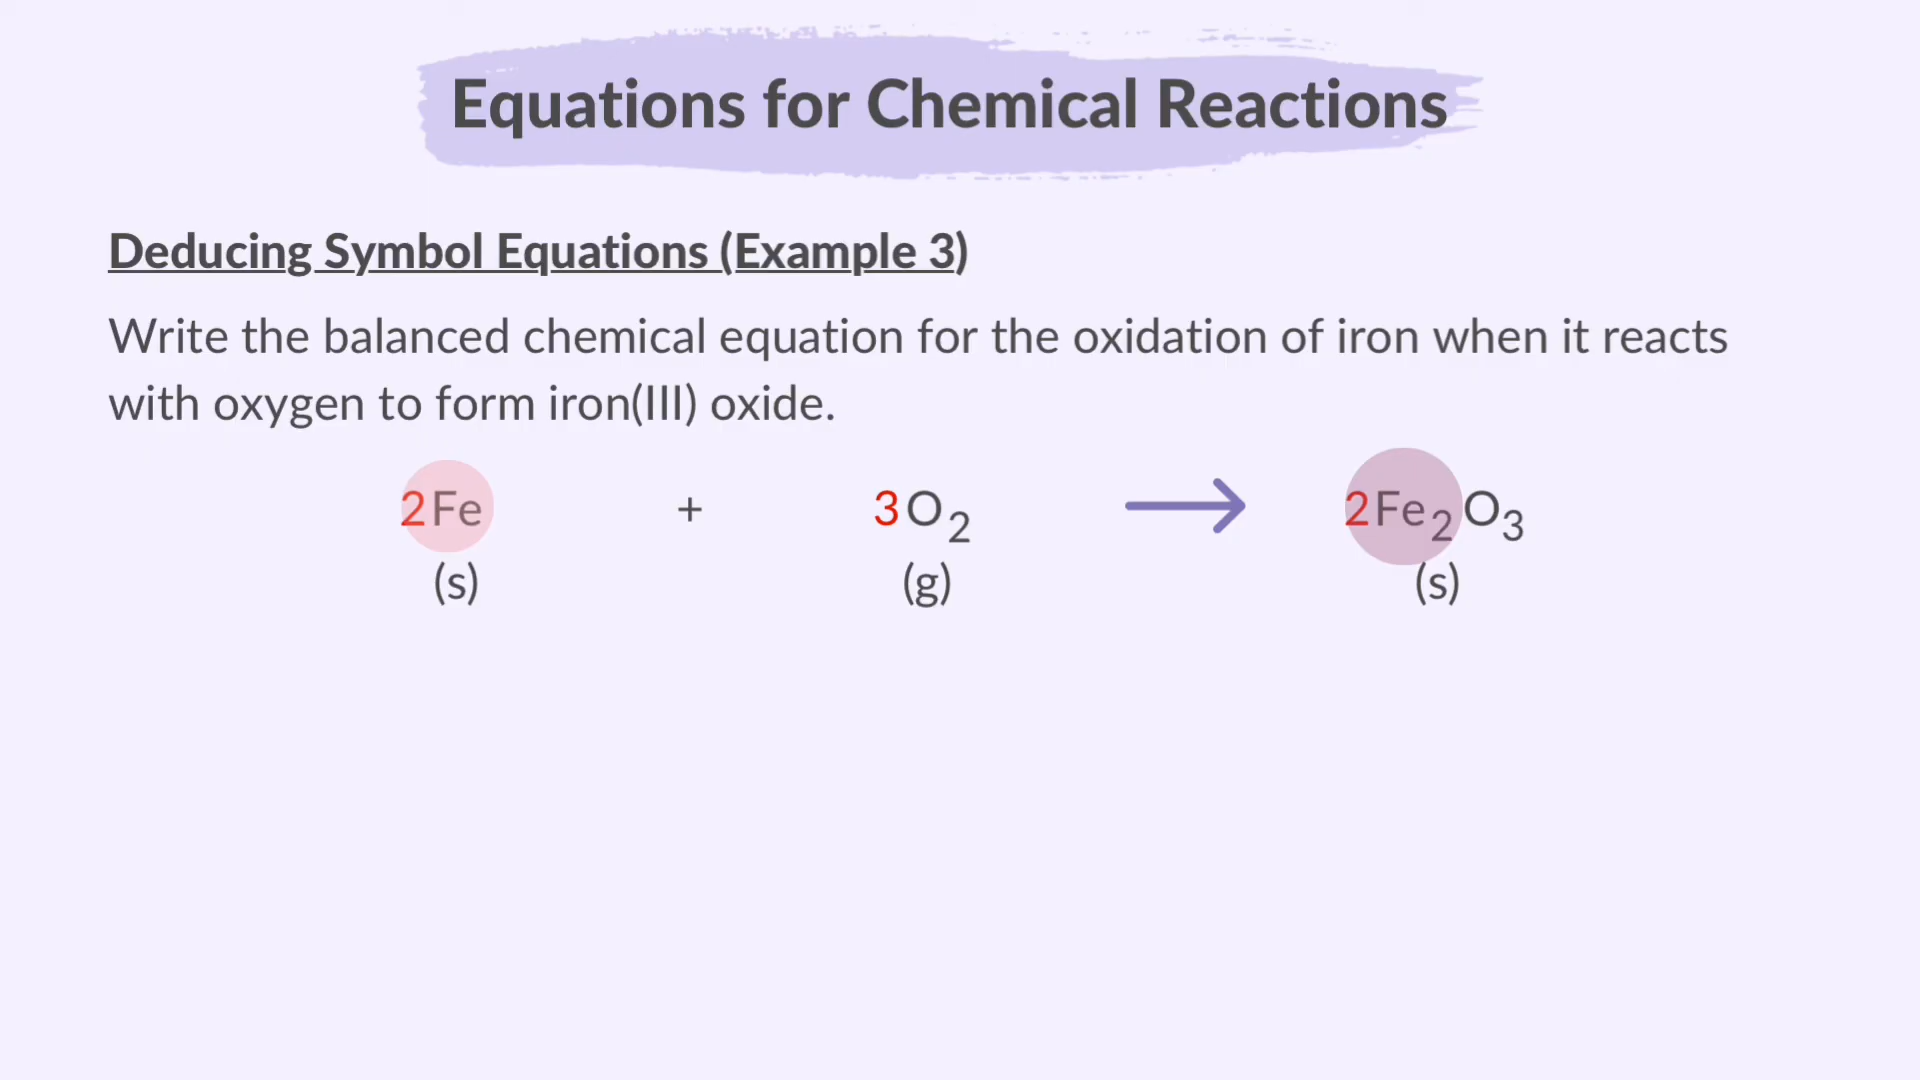 Equations for Chemical Reactions
Deducing Symbol Equations (Example 3)
Write the balanced chemical equation for the oxidation of iron when it reacts
with oxygen to form iron(III) oxide.
2Fe + 3O₂ ⟶ 2Fe₂O₃
(s) (g) (s)